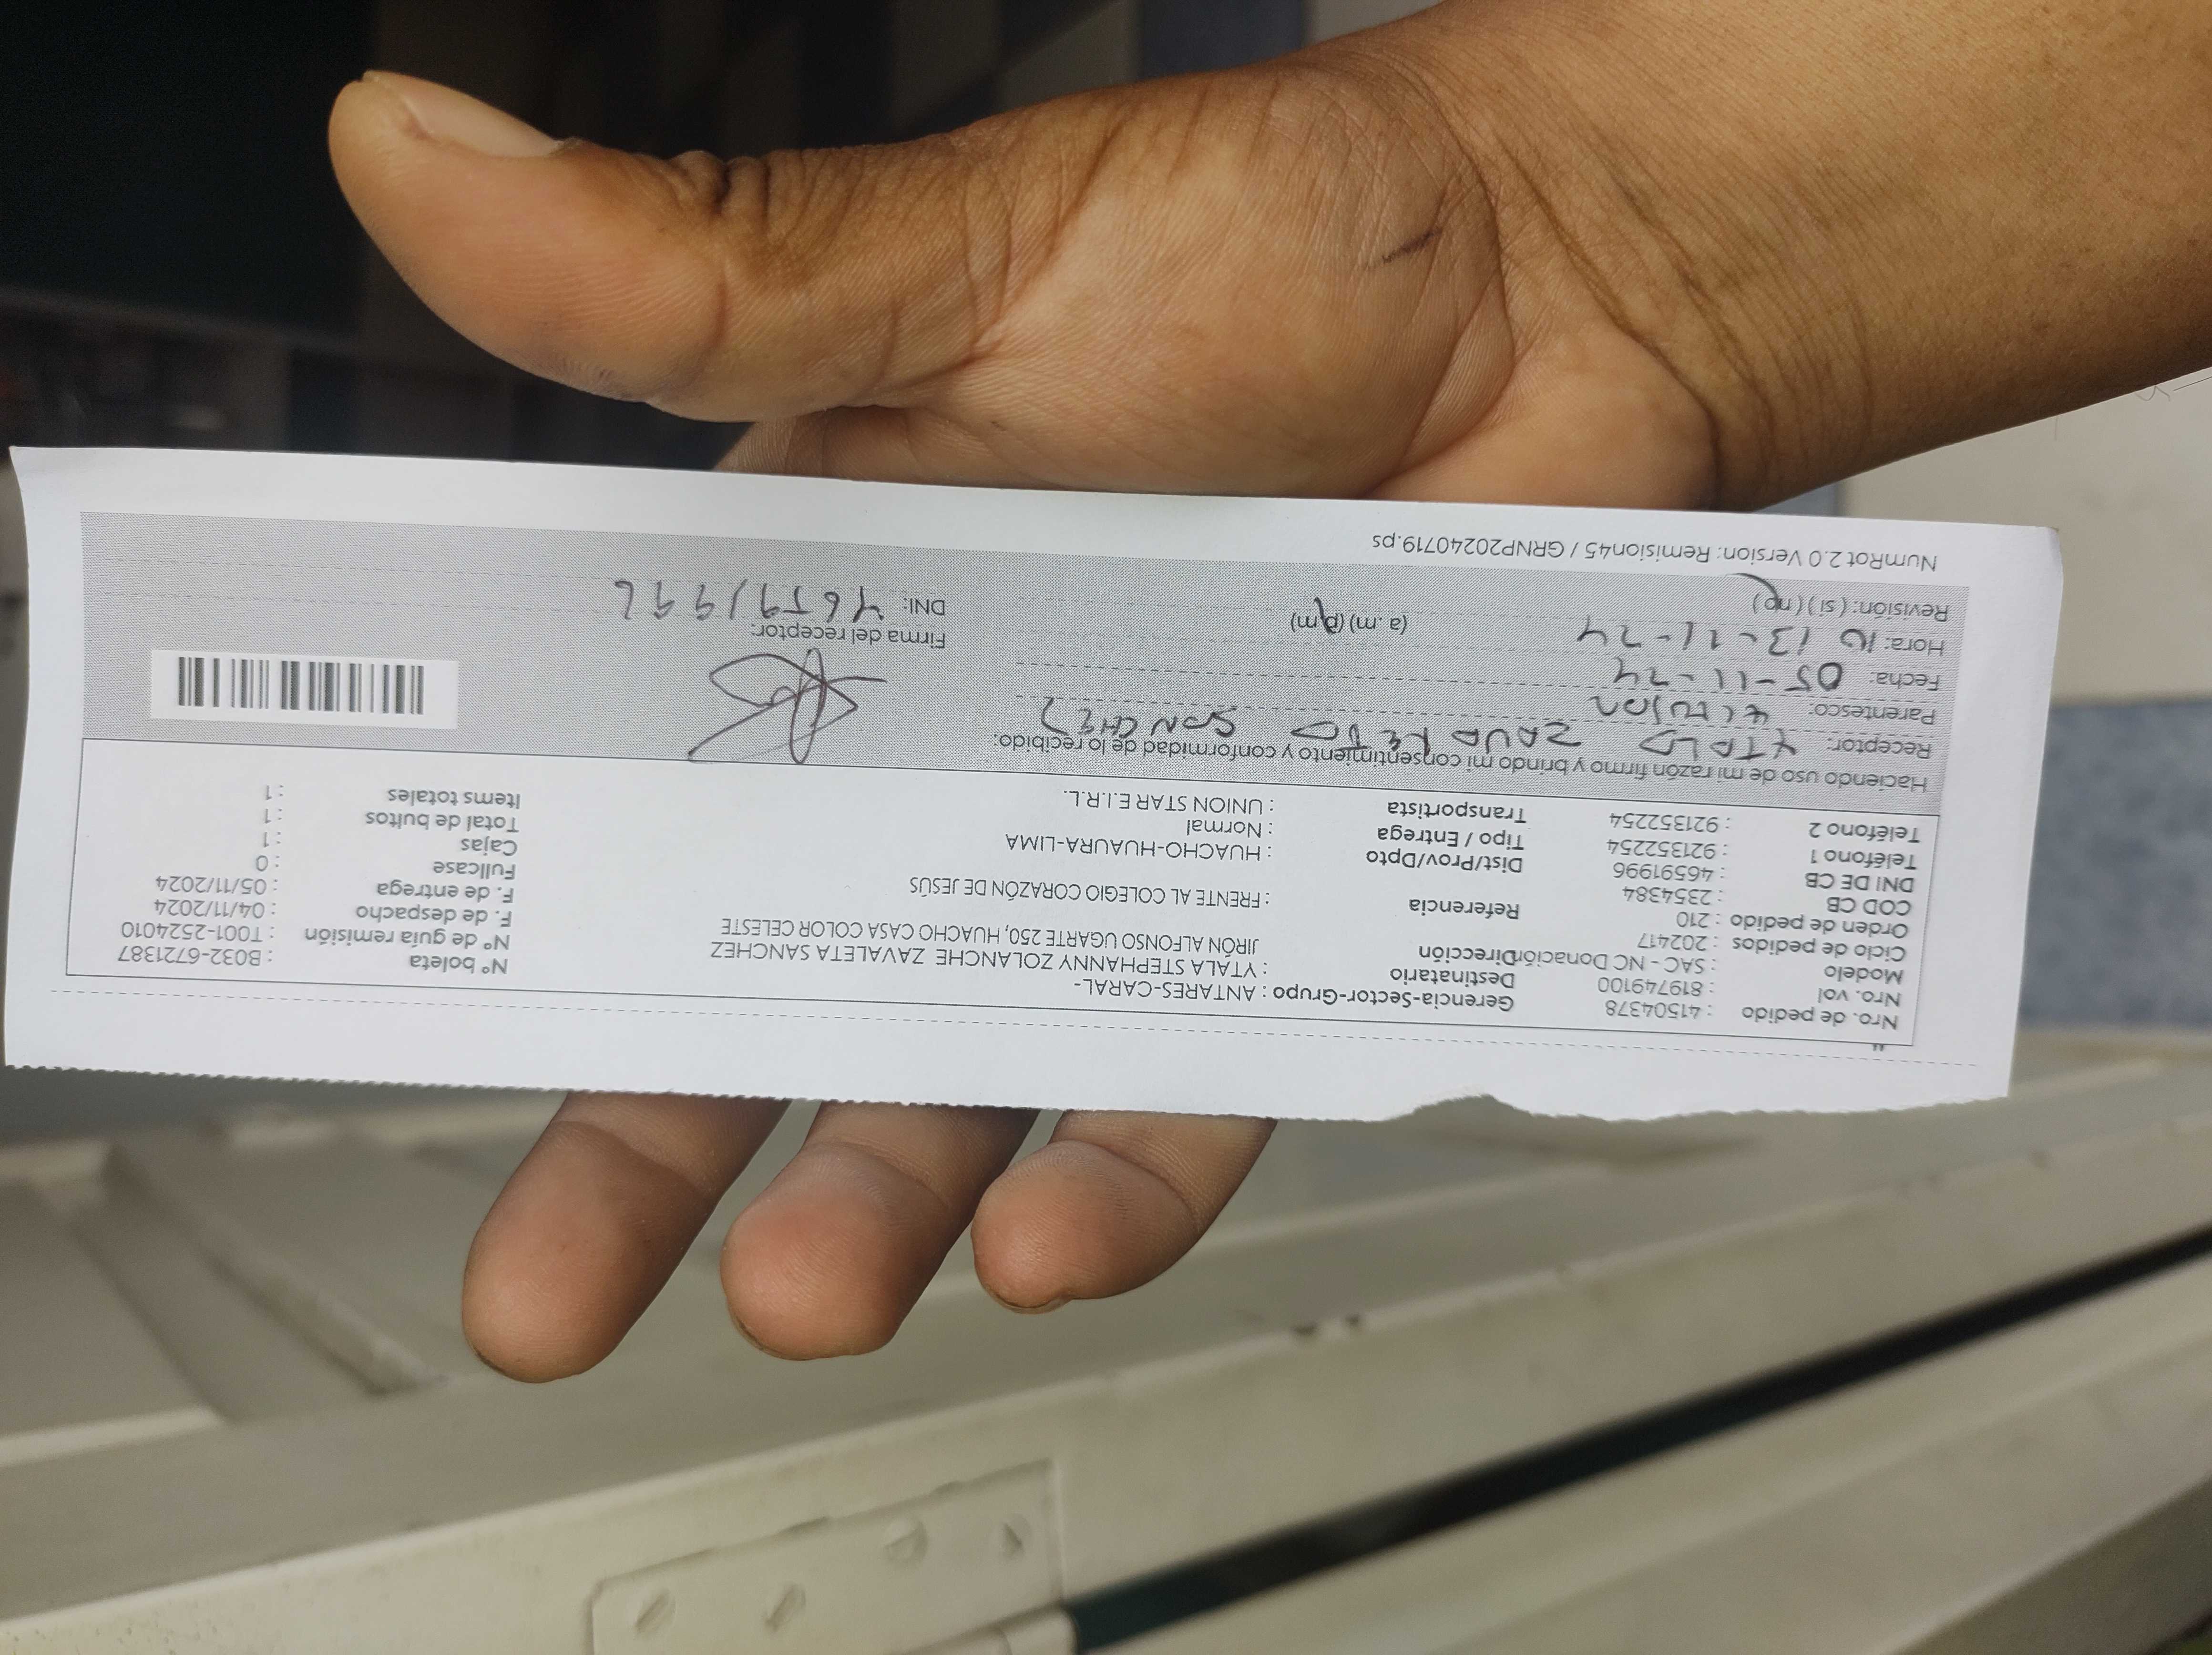 Nro. de pedido : 41504378 Gerencia-Sector-Grupo : ANTARES-CARAL-
Nro. vol : 819749100 Destinatario : YTALA STEPHANNY ZOLANCHE ZAVALETA SANCHEZ Nº boleta : B032-6721387
Modelo : SAC - NC Donación Dirección JIRÓN ALFONSO UGARTE 250, HUACHO CASA COLOR CELESTE Nº de guía remisión : T001-2524010
Ciclo de pedidos : 202417 F. de despacho : 04/11/2024
Orden de pedido : 210 Referencia : FRENTE AL COLEGIO CORAZÓN DE JESÚS F. de entrega : 05/11/2024
COD CB : 2354384 Fullcase : 0
DNI DE CB : 46591996 Dist/Prov/Dpto : HUACHO-HUAURA-LIMA Cajas : 1
Teléfono 1 : 921352254 Tipo / Entrega : Normal Total de bultos : 1
Teléfono 2 : 921352254 Transportista : UNION STAR E.I.R.L. Items totales : 1
Haciendo uso de mi razón firmo y brindo mi consentimiento y conformidad de lo recibido:
Receptor: YTALA ZAVALETA SANCHEZ
Parentesco:
Fecha: 05-11-24
Hora: 16 13-11-24 (a.m) (p.m) Firma del receptor:
Revisión: (si) (no) DNI: 46591996
NumRot 2.0 Version: Remision45 / GRNP20240719.ps